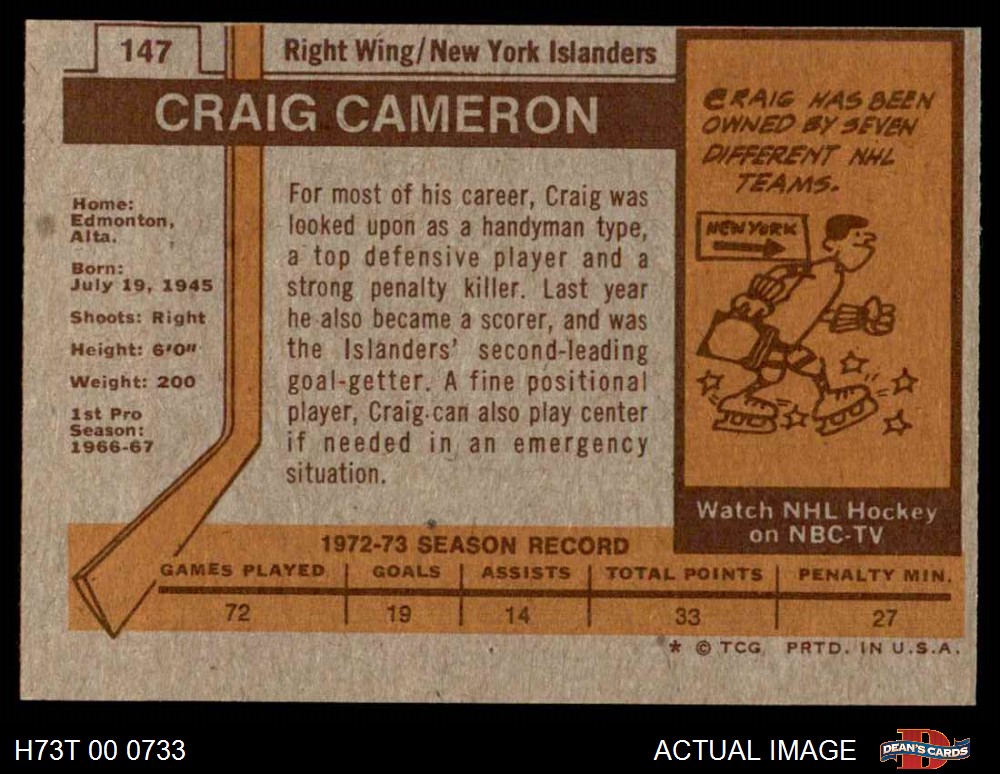 147
Right Wing/New York Islanders
CRAIG CAMERON
Home:
Edmonton,
Alta.
Born:
July 19, 1945
Shoots: Right
Height: 6'0"
Weight: 200
1st Pro
Season:
1966-67
For most of his career, Craig was
looked upon as a handyman type,
a top defensive player and a
strong penalty killer. Last year
he also became a scorer, and was
the Islanders' second-leading
goal-getter. A fine positional
player, Craig can also play center
if needed in an emergency
situation.
CRAIG HAS BEEN
OWNED BY SEVEN
DIFFERENT NHL
TEAMS.
NEW YORK
Watch NHL Hockey
on NBC-TV
1972-73 SEASON RECORD
GAMES PLAYED GOALS ASSISTS TOTAL POINTS PENALTY MIN.
72 19 14 33 27
* © TCG PRTD. IN U.S.A.
H73T 00 0733
ACTUAL IMAGE
DEAN'S CARDS